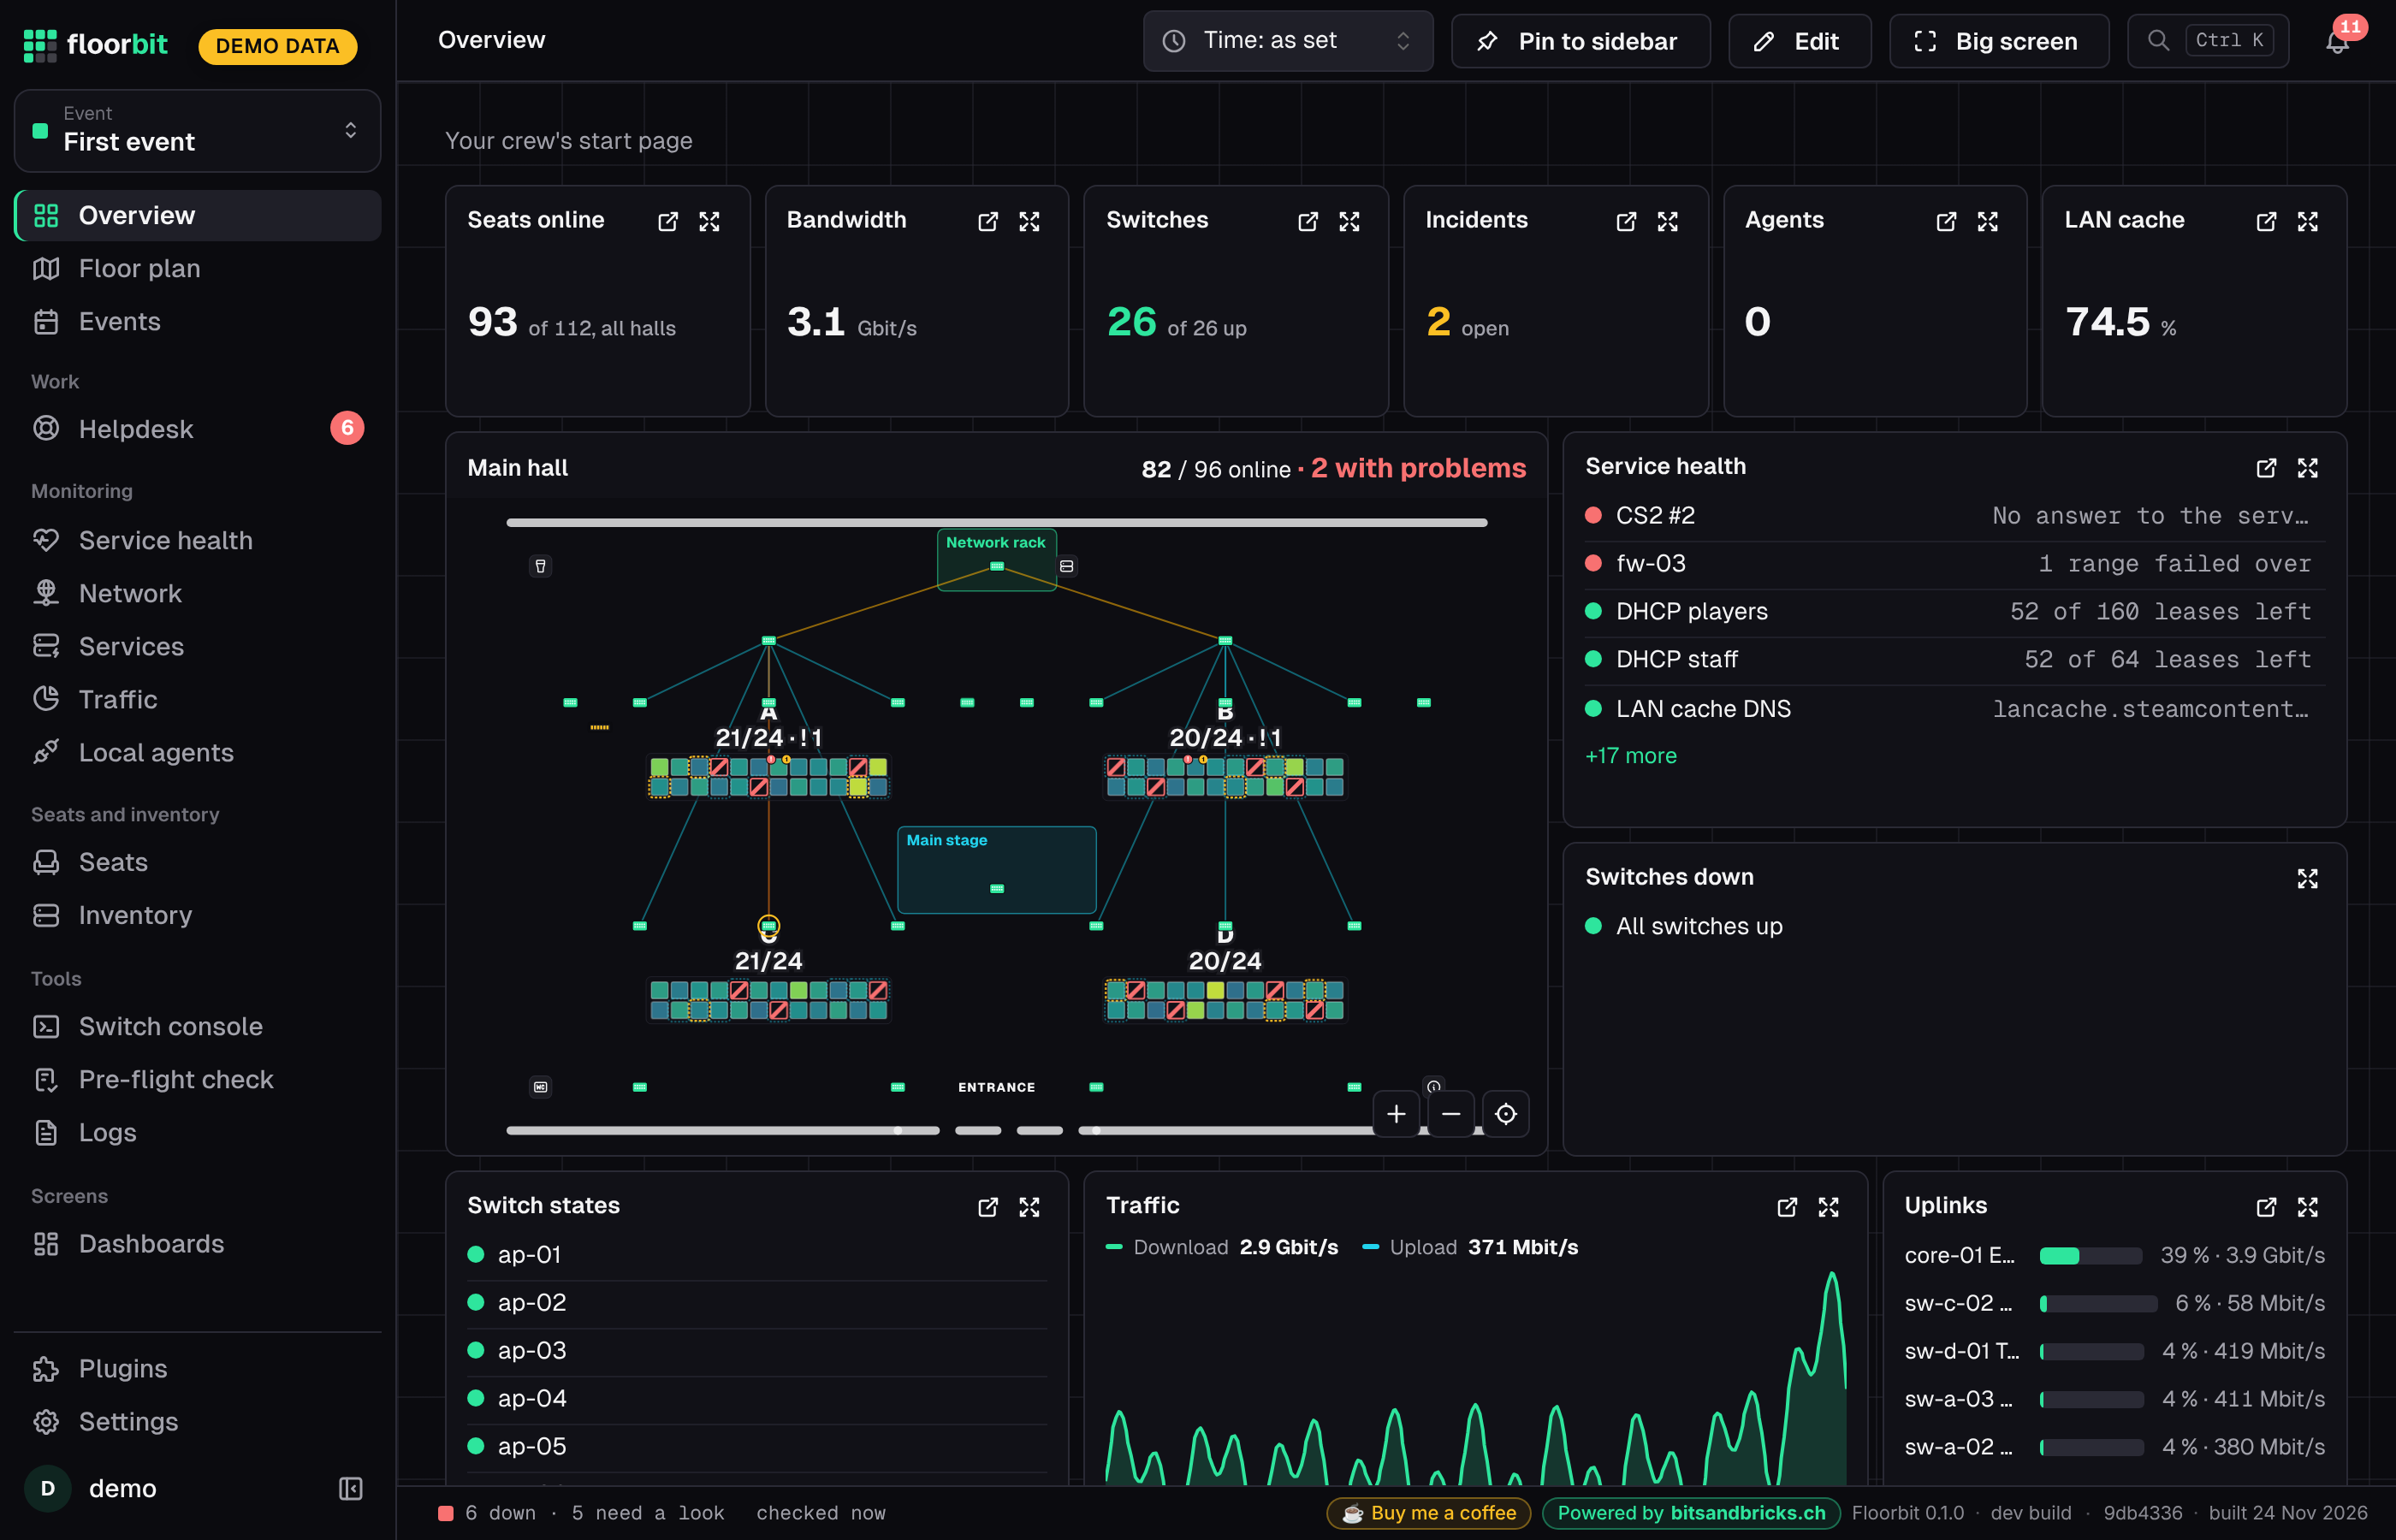 floorbit
DEMO DATA
Event
First event
Overview
Floor plan
Events
Work
Helpdesk
6
Monitoring
Service health
Network
Services
Traffic
Local agents
Seats and inventory
Seats
Inventory
Tools
Switch console
Pre-flight check
Logs
Screens
Dashboards
Plugins
Settings
D
demo
Overview
Time: as set
Pin to sidebar
Edit
Big screen
Ctrl K
11
Your crew's start page
Seats online
93 of 112, all halls
Bandwidth
3.1 Gbit/s
Switches
26 of 26 up
Incidents
2 open
Agents
0
LAN cache
74.5 %
Main hall
82 / 96 online · 2 with problems
Network rack
A
21/24 · ! 1
B
20/24 · ! 1
Main stage
C
21/24
D
20/24
WC
ENTRANCE
Service health
CS2 #2
No answer to the serv…
fw-03
1 range failed over
DHCP players
52 of 160 leases left
DHCP staff
52 of 64 leases left
LAN cache DNS
lancache.steamcontent…
+17 more
Switches down
All switches up
Switch states
ap-01
ap-02
ap-03
ap-04
ap-05
Traffic
Download 2.9 Gbit/s
Upload 371 Mbit/s
Uplinks
core-01 E…
39 % · 3.9 Gbit/s
sw-c-02 …
6 % · 58 Mbit/s
sw-d-01 T…
4 % · 419 Mbit/s
sw-a-03 …
4 % · 411 Mbit/s
sw-a-02 …
4 % · 380 Mbit/s
6 down · 5 need a look
checked now
Buy me a coffee
Powered by bitsandbricks.ch
Floorbit 0.1.0 · dev build · 9db4336 · built 24 Nov 2026